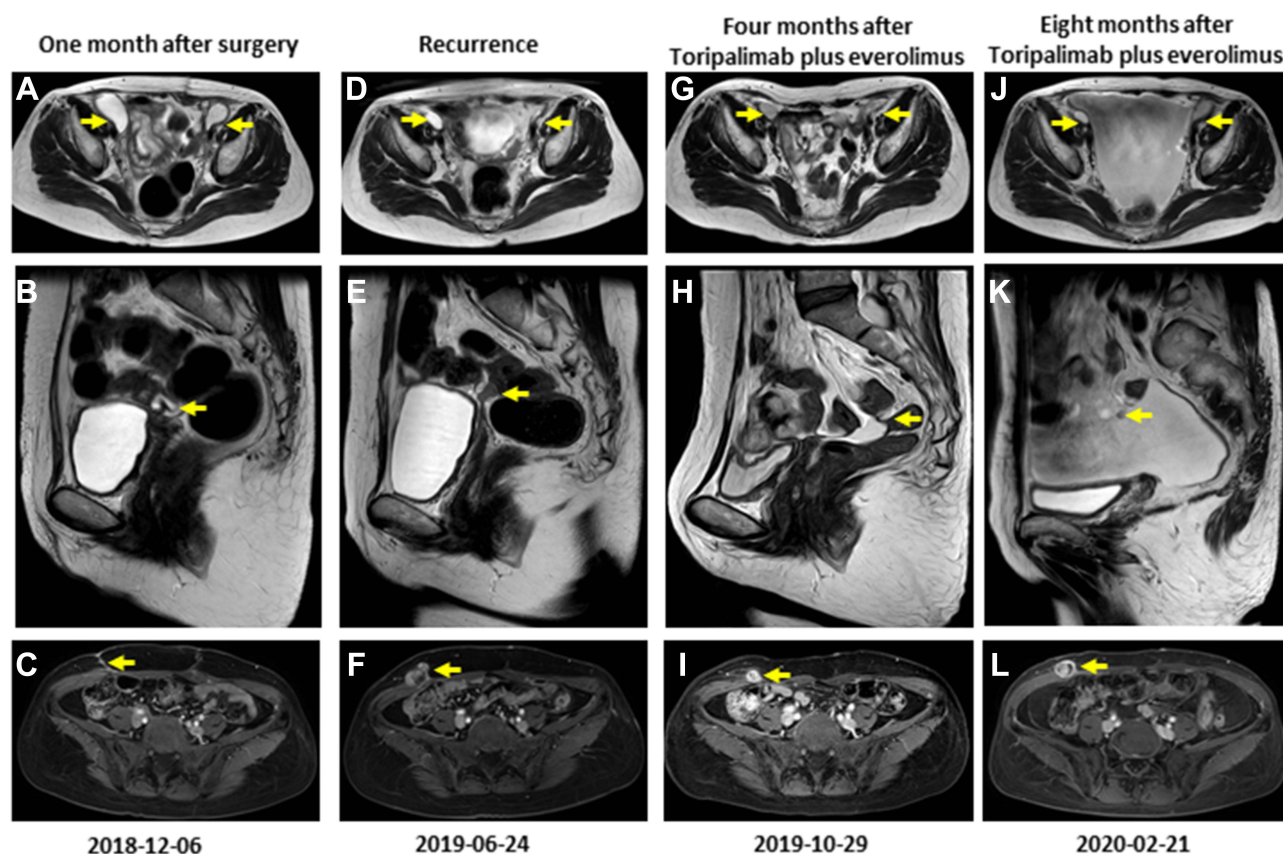 One month after surgery
Recurrence
Four months after
Toripalimab plus everolimus
Eight months after
Toripalimab plus everolimus
A
D
G
J
B
E
H
K
C
F
I
L
2018-12-06
2019-06-24
2019-10-29
2020-02-21